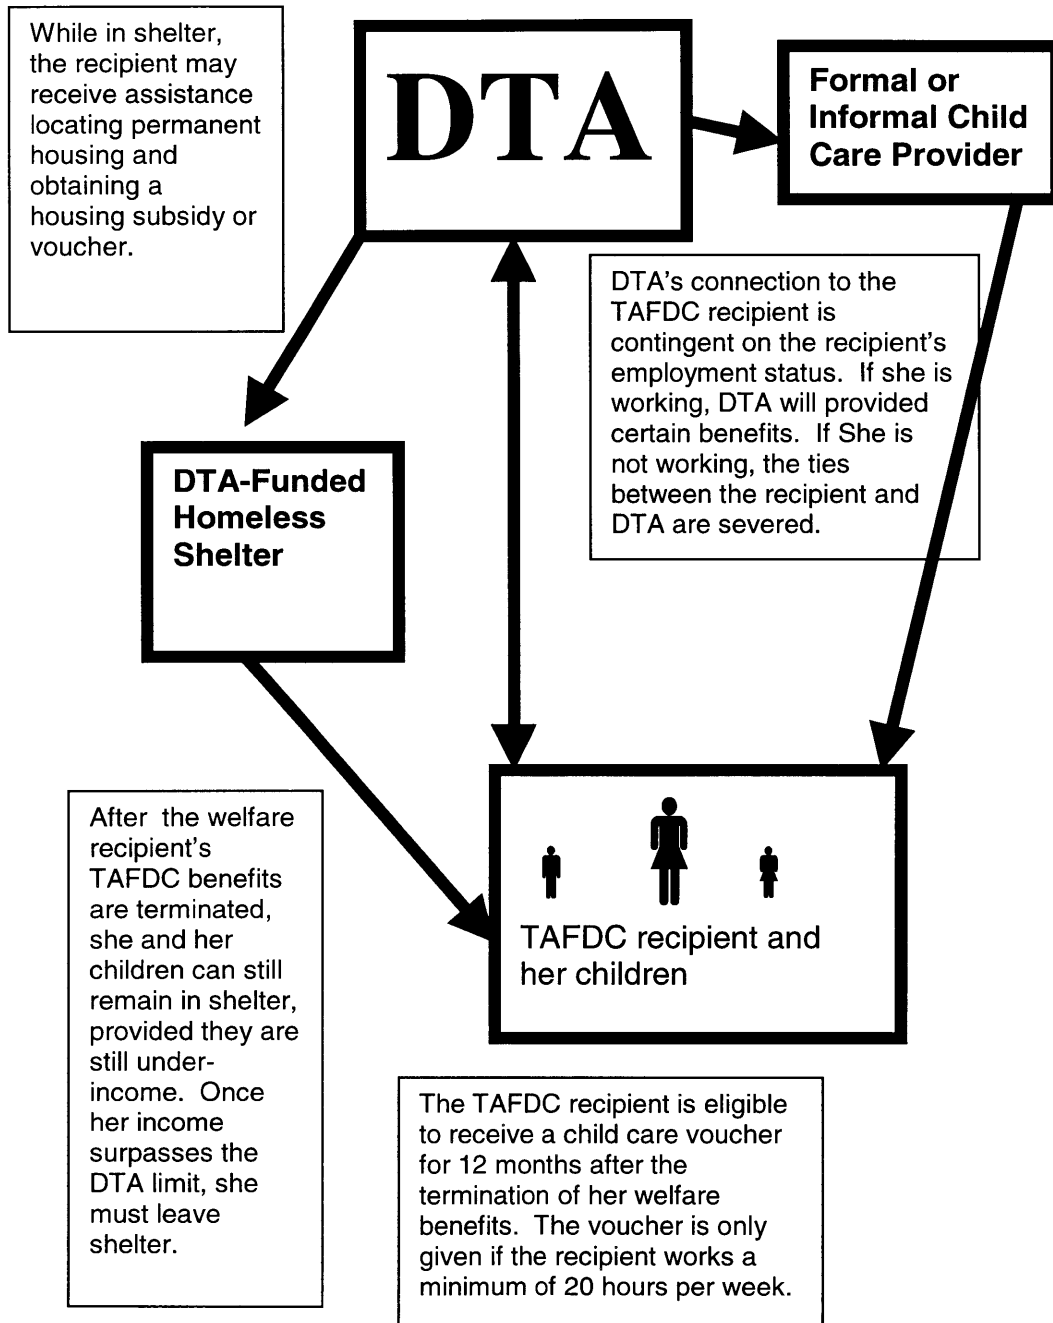 While in shelter,
the recipient may
receive assistance
locating permanent
housing and
obtaining a
housing subsidy or
voucher.
DTA
Formal or
Informal Child
Care Provider
DTA's connection to the
TAFDC recipient is
contingent on the recipient's
employment status.  If she is
working, DTA will provided
certain benefits.  If She is
not working, the ties
between the recipient and
DTA are severed.
DTA-Funded
Homeless
Shelter
After  the welfare
recipient's
TAFDC benefits
are terminated,
she and her
children can still
remain in shelter,
provided they are
still under-
income.  Once
her income
surpasses the
DTA limit, she
must leave
shelter.
TAFDC recipient and
her children
The TAFDC recipient is eligible
to receive a child care voucher
for 12 months after the
termination of her welfare
benefits.  The voucher is only
given if the recipient works a
minimum of 20 hours per week.